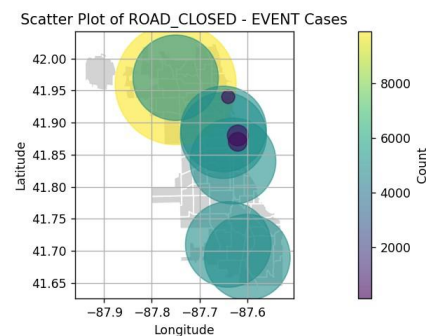 Scatter Plot of ROAD_CLOSED - EVENT Cases
42.00
41.95
41.90
41.85
41.80
41.75
41.70
41.65
Latitude
−87.9 −87.8 −87.7 −87.6
Longitude
8000
6000
4000
2000
Count